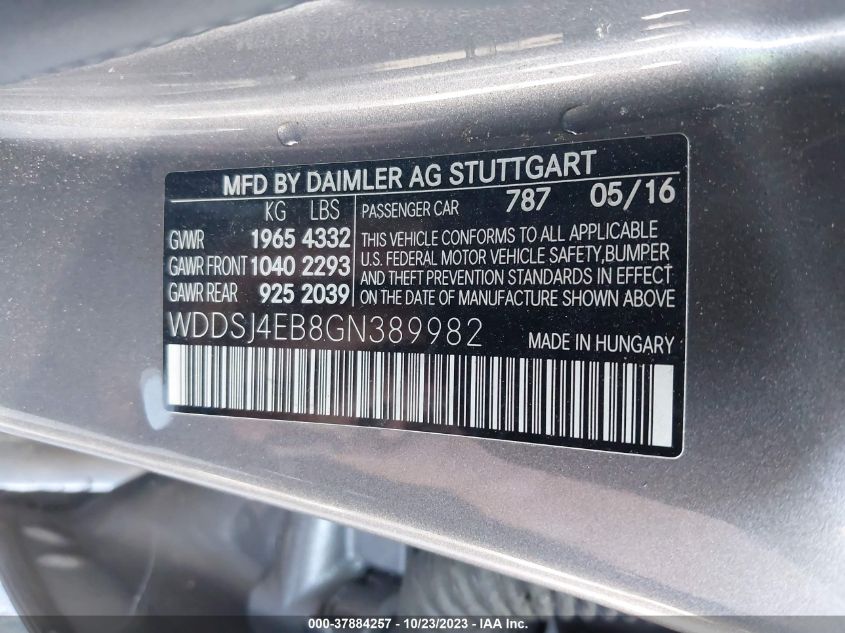 MFD BY DAIMLER AG STUTTGART
KG LBS
GVWR 1965 4332
GAWR FRONT 1040 2293
GAWR REAR 925 2039
PASSENGER CAR 787 05/16
THIS VEHICLE CONFORMS TO ALL APPLICABLE
U.S. FEDERAL MOTOR VEHICLE SAFETY,BUMPER
AND THEFT PREVENTION STANDARDS IN EFFECT
ON THE DATE OF MANUFACTURE SHOWN ABOVE
WDDSJ4EB8GN389982
MADE IN HUNGARY
000-37884257 - 10/23/2023 - IAAI.com